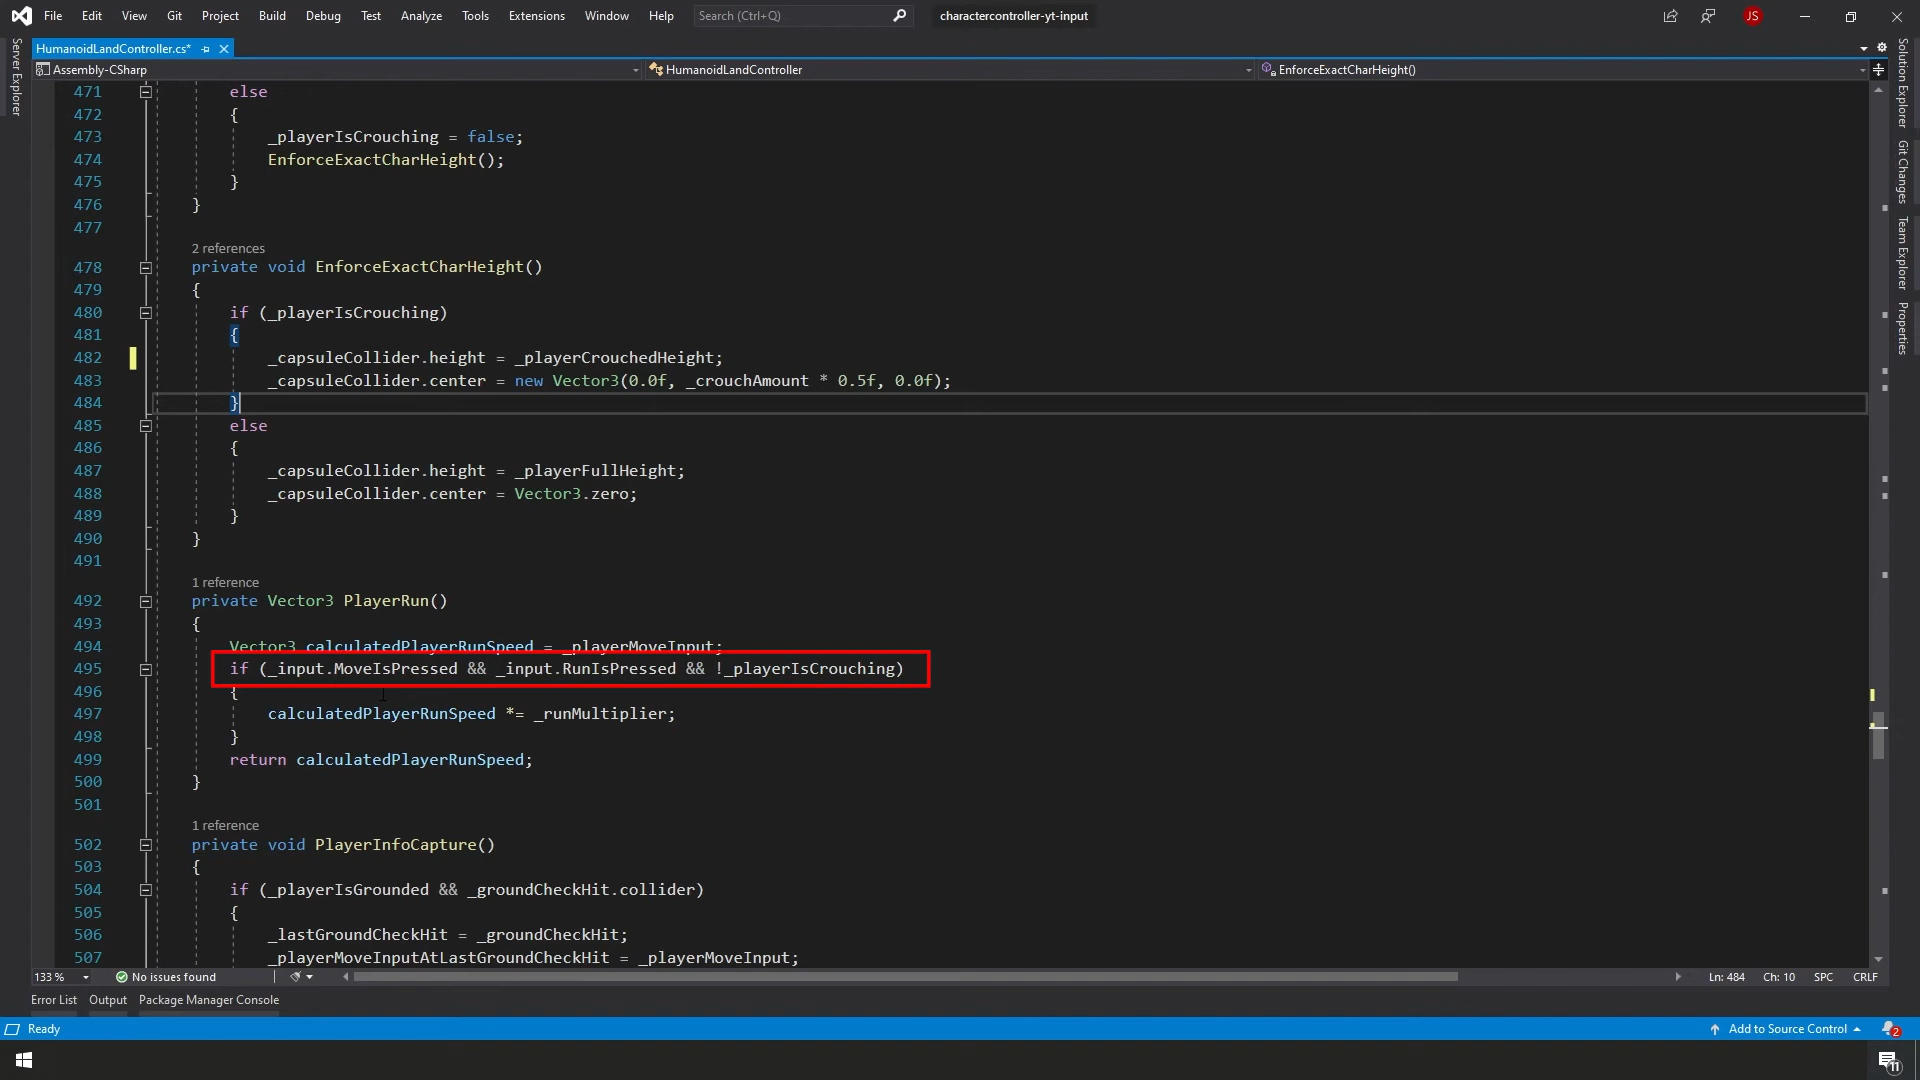 File Edit View Git Project Build Debug Test Analyze Tools Extensions Window Help Search (Ctrl+Q) charactercontroller-yt-input JS
HumanoidLandController.cs*
Assembly-CSharp HumanoidLandController EnforceExactCharHeight()
Server Explorer
Solution Explorer
Git Changes
Team Explorer
Properties
471 else
472 {
473 _playerIsCrouching = false;
474 EnforceExactCharHeight();
475 }
476 }
477
2 references
478 private void EnforceExactCharHeight()
479 {
480 if (_playerIsCrouching)
481 {
482 _capsuleCollider.height = _playerCrouchedHeight;
483 _capsuleCollider.center = new Vector3(0.0f, _crouchAmount * 0.5f, 0.0f);
484 }
485 else
486 {
487 _capsuleCollider.height = _playerFullHeight;
488 _capsuleCollider.center = Vector3.zero;
489 }
490 }
491
1 reference
492 private Vector3 PlayerRun()
493 {
494 Vector3 calculatedPlayerRunSpeed = _playerMoveInput;
495 if (_input.MoveIsPressed && _input.RunIsPressed && !_playerIsCrouching)
496 {
497 calculatedPlayerRunSpeed *= _runMultiplier;
498 }
499 return calculatedPlayerRunSpeed;
500 }
501
1 reference
502 private void PlayerInfoCapture()
503 {
504 if (_playerIsGrounded && _groundCheckHit.collider)
505 {
506 _lastGroundCheckHit = _groundCheckHit;
507 _playerMoveInputAtLastGroundCheckHit = _playerMoveInput;
133 % No issues found Ln: 484 Ch: 10 SPC CRLF
Error List Output Package Manager Console
Ready Add to Source Control 2
11